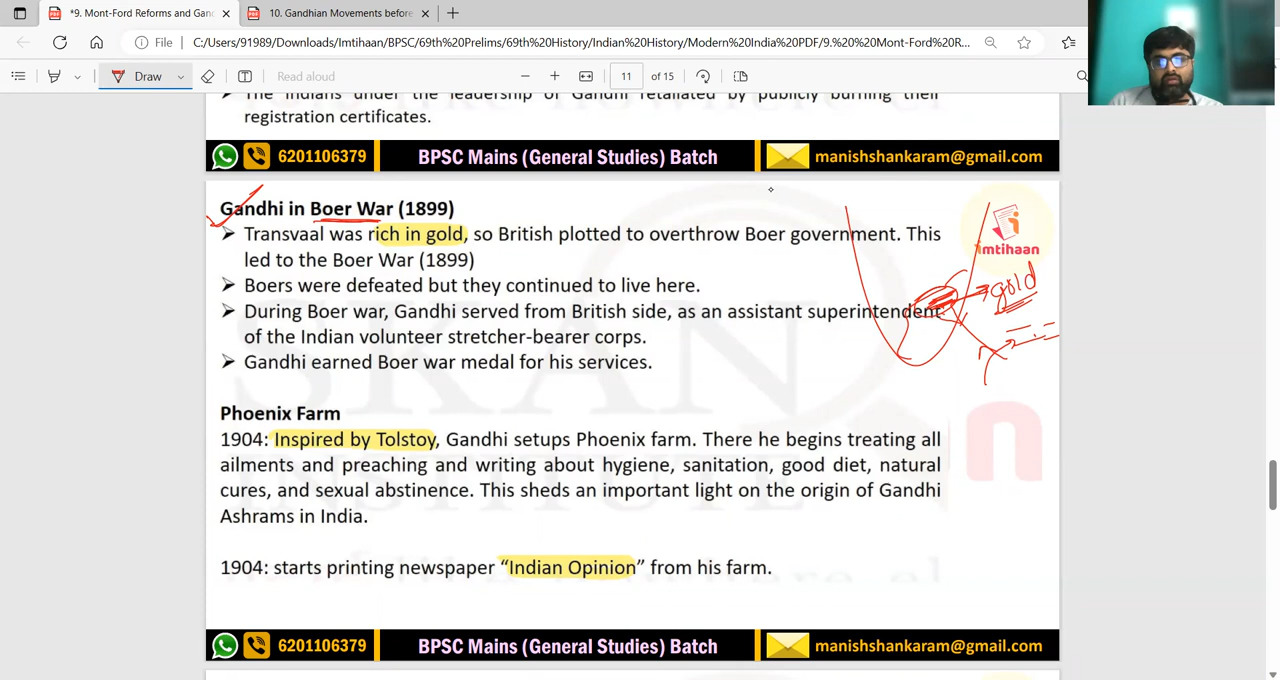 *9. Mont-Ford Reforms and Gand
10. Gandhian Movements before
File
C:/Users/91989/Downloads/Imtihaan/BPSC/69th%20Prelims/69th%20History/Indian%20History/Modern%20India%20PDF/9.%20%20Mont-Ford%20R...
Draw
Read aloud
11 of 15
The Indians under the leadership of Gandhi retaliated by publicly burning their
registration certificates.
6201106379 BPSC Mains (General Studies) Batch manishshankaram@gmail.com
Gandhi in Boer War (1899)
Transvaal was rich in gold, so British plotted to overthrow Boer government. This
led to the Boer War (1899)
Boers were defeated but they continued to live here.
During Boer war, Gandhi served from British side, as an assistant superintendent
of the Indian volunteer stretcher-bearer corps.
Gandhi earned Boer war medal for his services.
imtihaan
gold
Phoenix Farm
1904: Inspired by Tolstoy, Gandhi setups Phoenix farm. There he begins treating all
ailments and preaching and writing about hygiene, sanitation, good diet, natural
cures, and sexual abstinence. This sheds an important light on the origin of Gandhi
Ashrams in India.
1904: starts printing newspaper “Indian Opinion” from his farm.
6201106379 BPSC Mains (General Studies) Batch manishshankaram@gmail.com